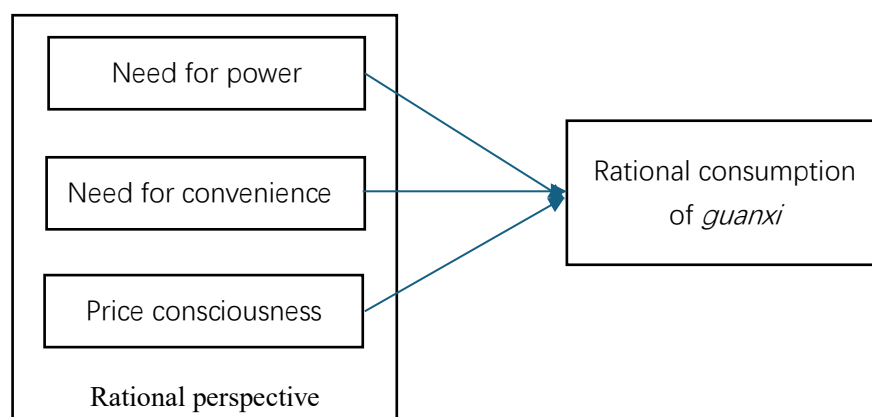 Need for power
Need for convenience
Price consciousness
Rational perspective
Rational consumption
of guanxi